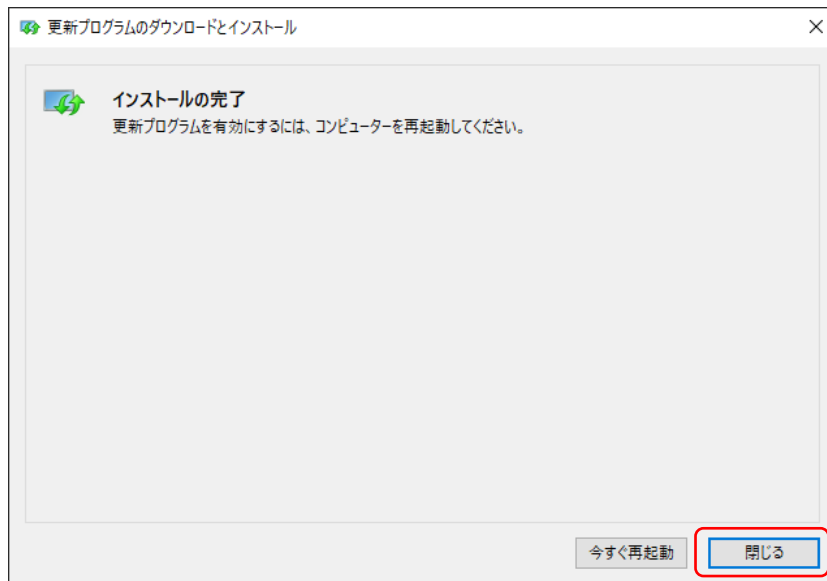 更新プログラムのダウンロードとインストール
インストールの完了
更新プログラムを有効にするには、コンピューターを再起動してください。
今すぐ再起動
閉じる